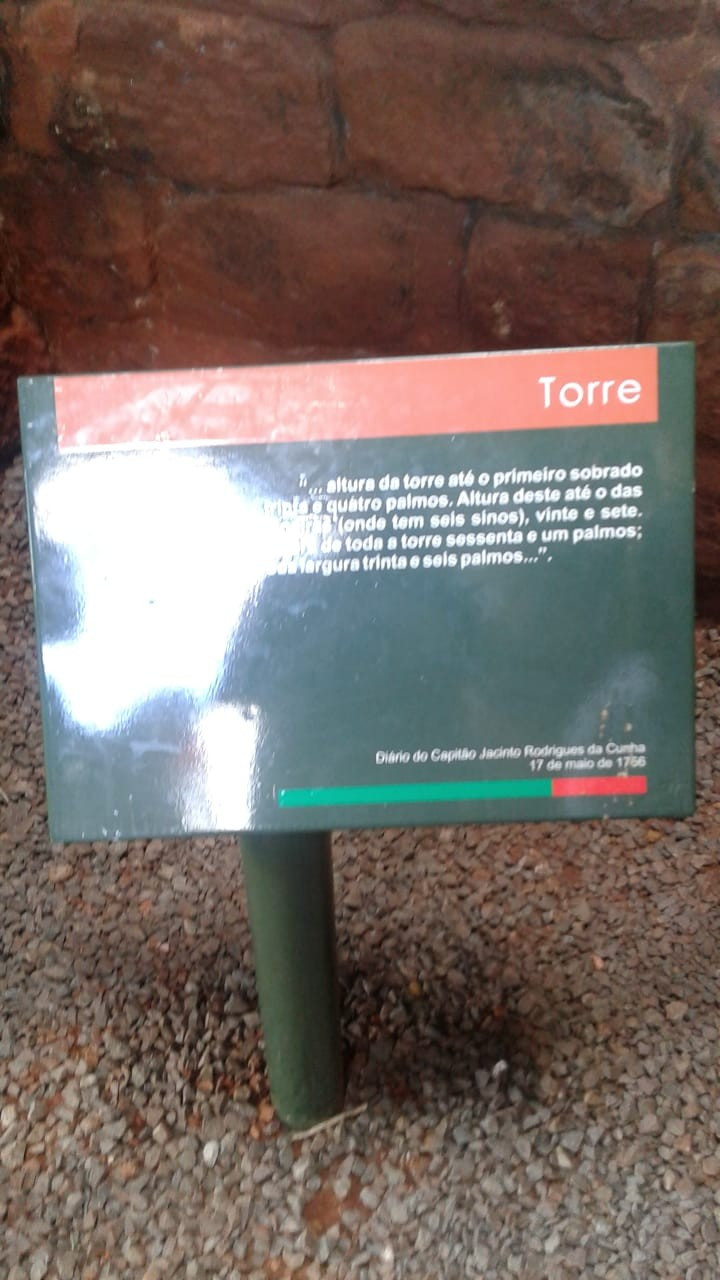 Torre
"... altura da torre até o primeiro sobrado
trinta e quatro palmos. Altura deste até o das
(onde tem seis sinos), vinte e sete.
de toda a torre sessenta e um palmos;
largura trinta e seis palmos...".
Diário do Capitão Jacinto Rodrigues da Cunha
17 de maio de 1756